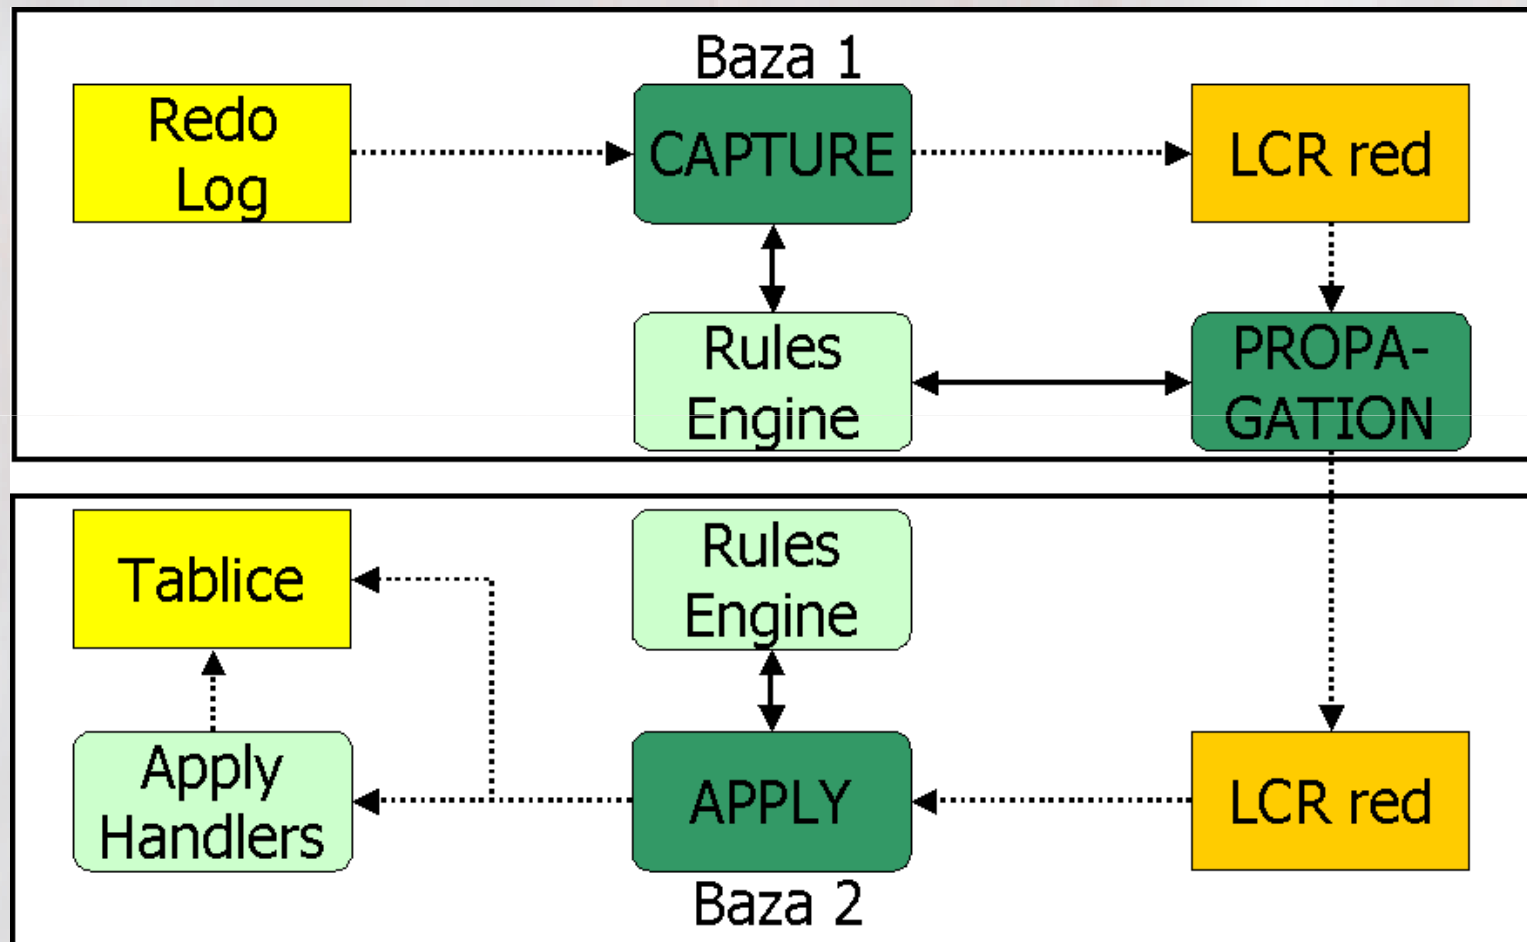 Baza 1
Redo
Log
CAPTURE
LCR red
Rules
Engine
PROPA-
GATION
Tablice
Rules
Engine
Apply
Handlers
APPLY
LCR red
Baza 2